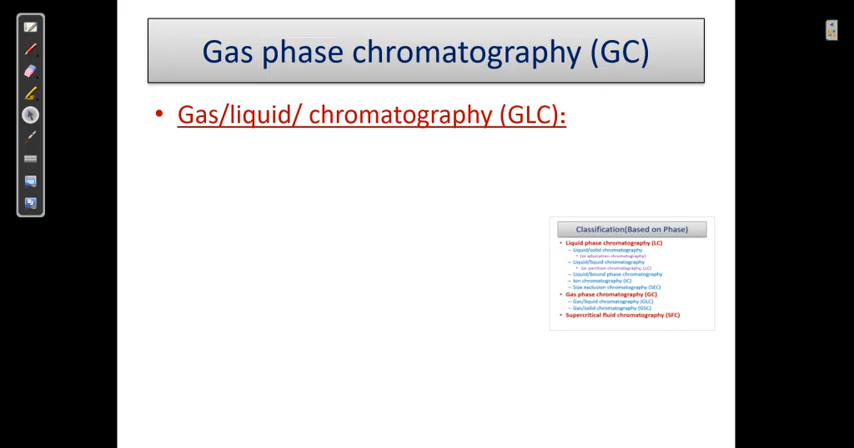 Gas phase chromatography (GC)
• Gas/liquid/ chromatography (GLC):
Classification(Based on Phase)
• Liquid phase chromatography (LC)
– Liquid/solid chromatography
• (or adsorption chromatography)
– Liquid/liquid chromatography
• (or partition chromatography, LLC)
– Liquid/bound phase chromatography
– Ion chromatography (IC)
– Size exclusion chromatography (SEC)
• Gas phase chromatography (GC)
– Gas/liquid chromatography (GLC)
– Gas/solid chromatography (GSC)
• Supercritical fluid chromatography (SFC)